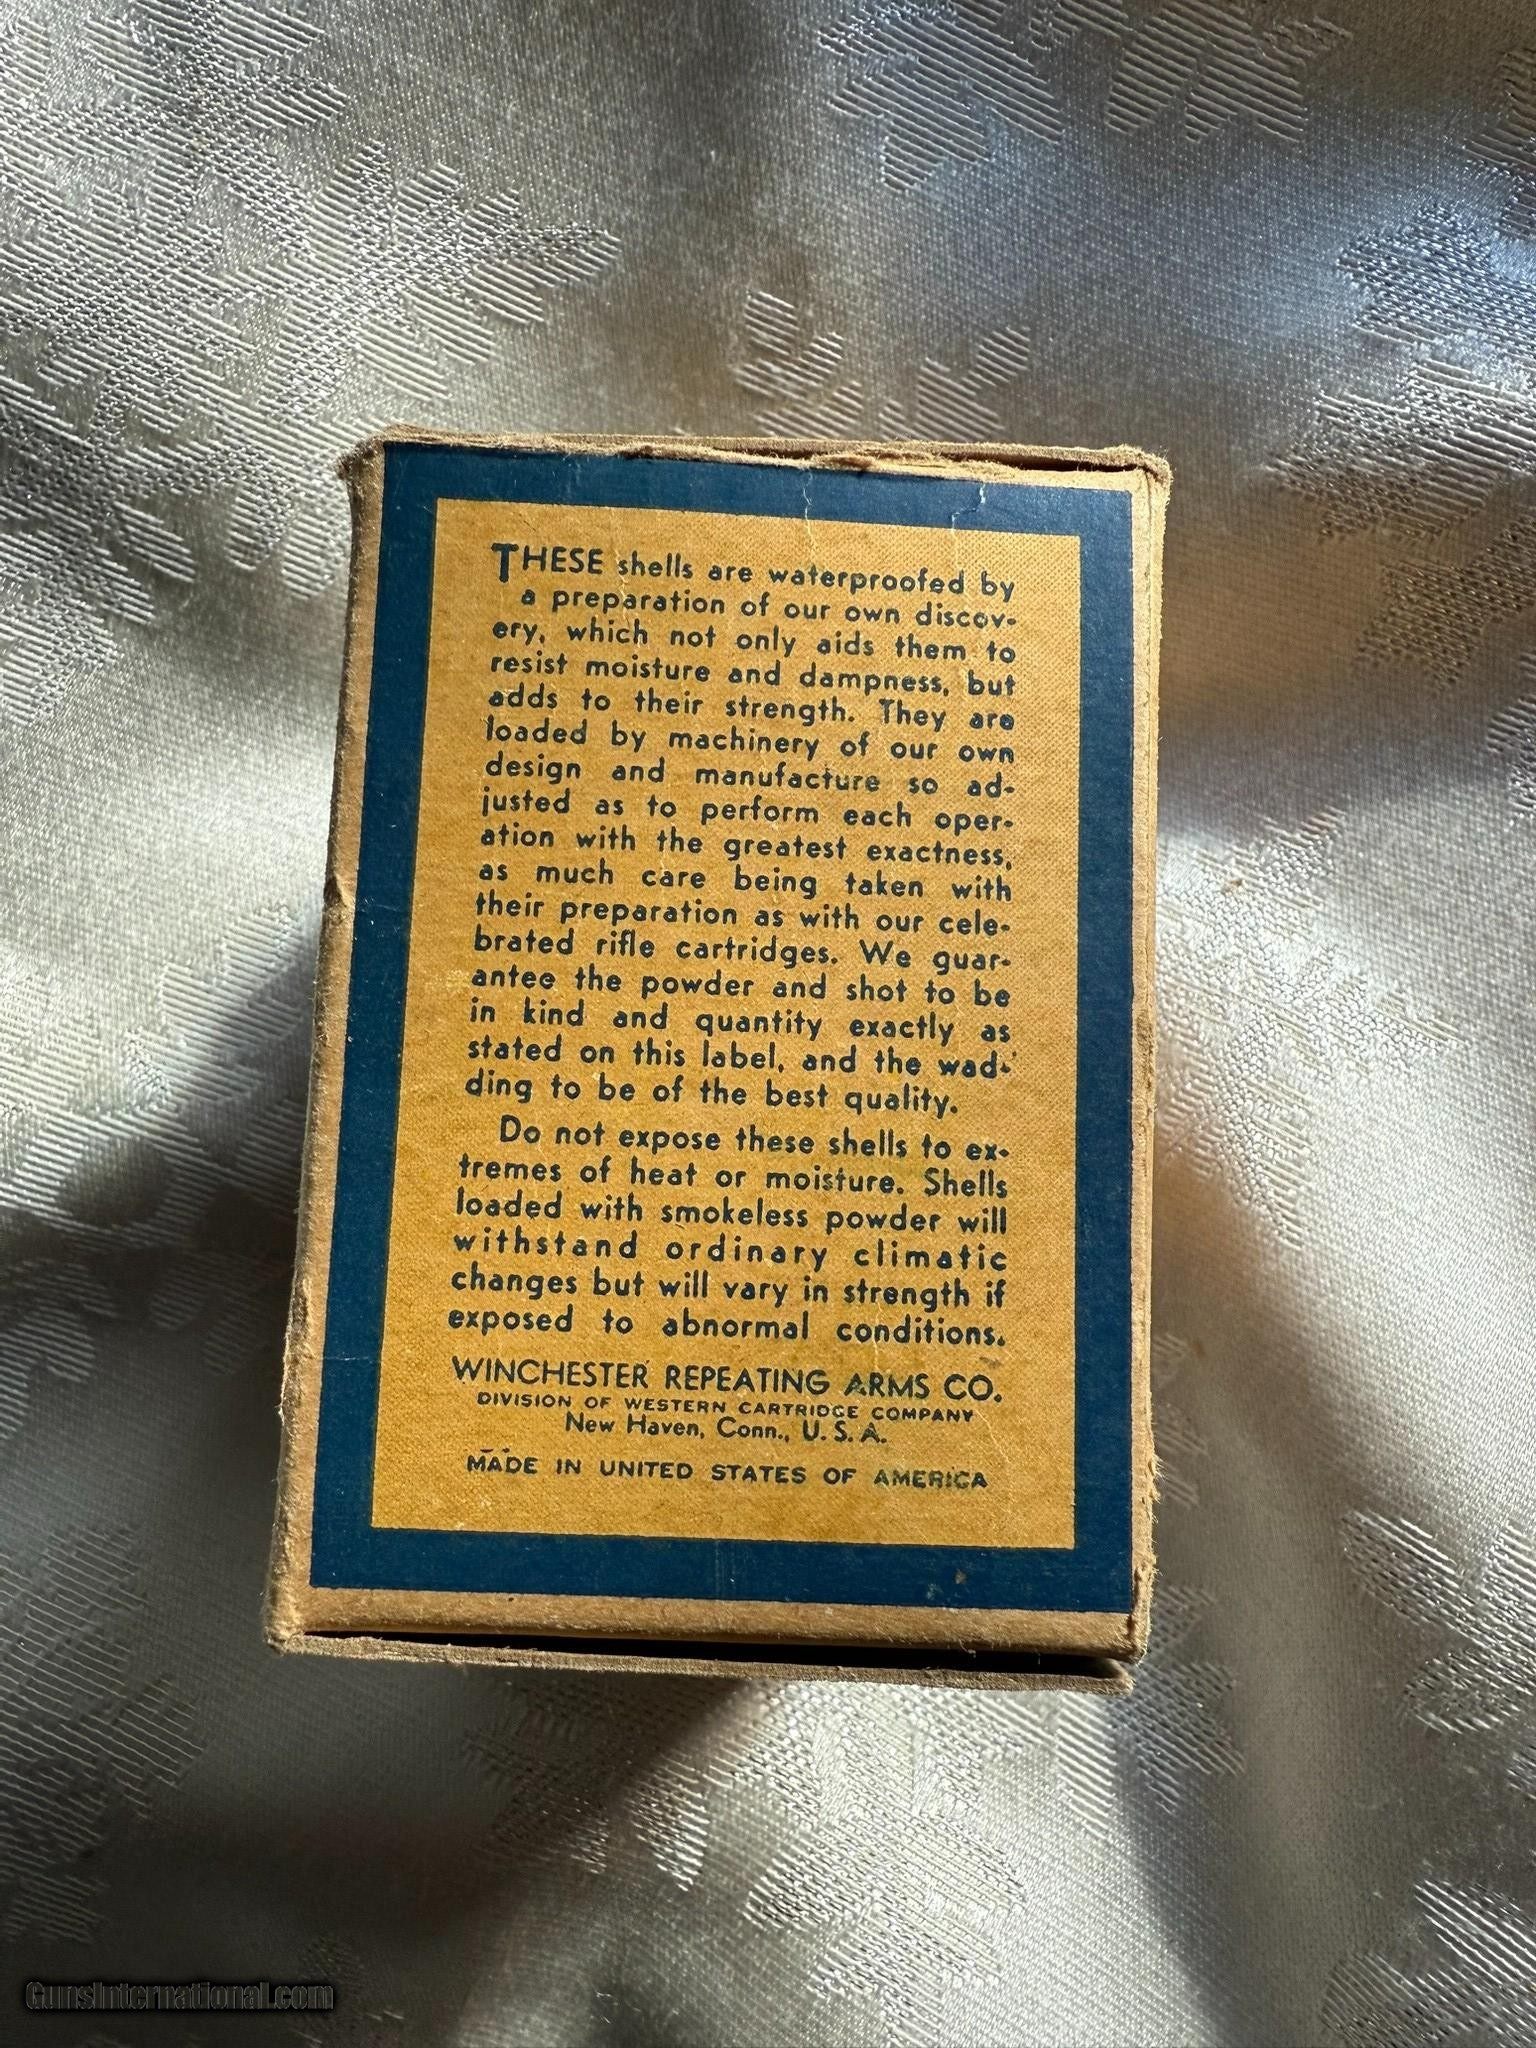 THESE shells are waterproofed by
a preparation of our own discov-
ery, which not only aids them to
resist moisture and dampness, but
adds to their strength. They are
loaded by machinery of our own
design and manufacture so ad-
justed as to perform each oper-
ation with the greatest exactness,
as much care being taken with
their preparation as with our cele-
brated rifle cartridges. We guar-
antee the powder and shot to be
in kind and quantity exactly as
stated on this label, and the wad-
ding to be of the best quality.
Do not expose these shells to ex-
tremes of heat or moisture. Shells
loaded with smokeless powder will
withstand ordinary climatic
changes but will vary in strength if
exposed to abnormal conditions.
WINCHESTER REPEATING ARMS CO.
DIVISION OF WESTERN CARTRIDGE COMPANY
New Haven, Conn., U. S. A.
MADE IN UNITED STATES OF AMERICA
GunsInternational.com